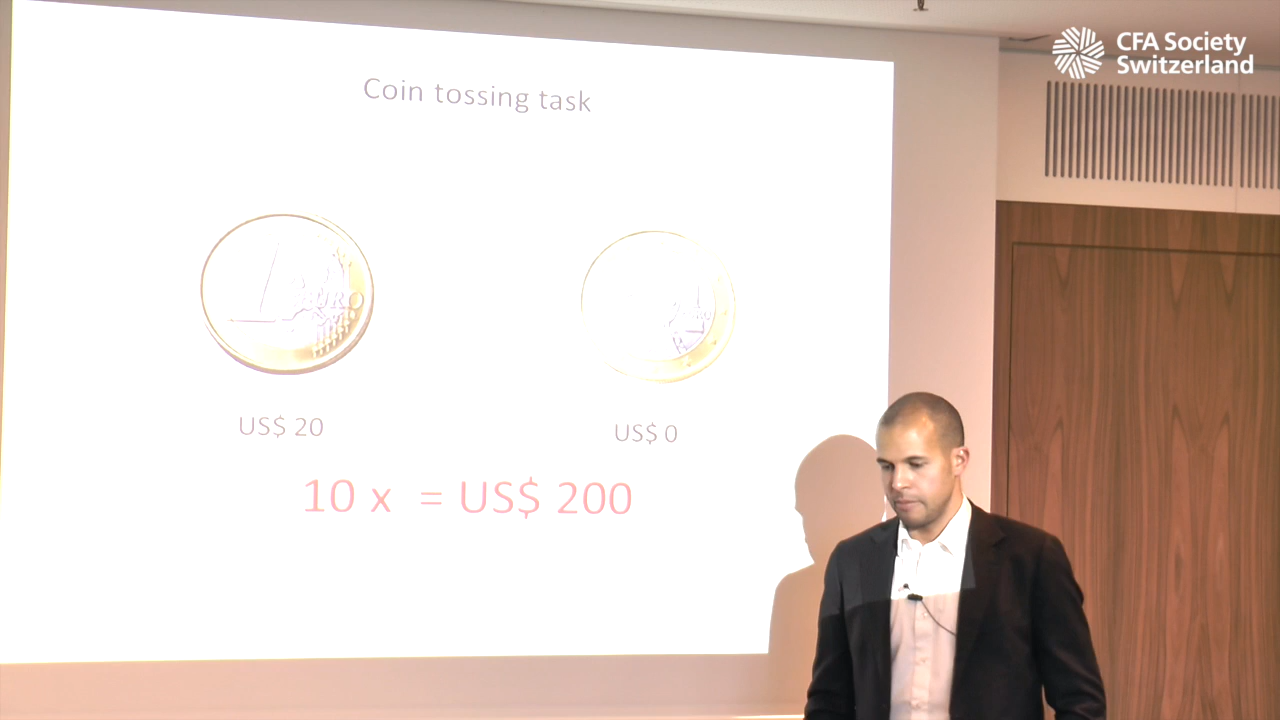 CFA Society
Switzerland
Coin tossing task
EURO
US$ 20
US$ 0
10 x = US$ 200